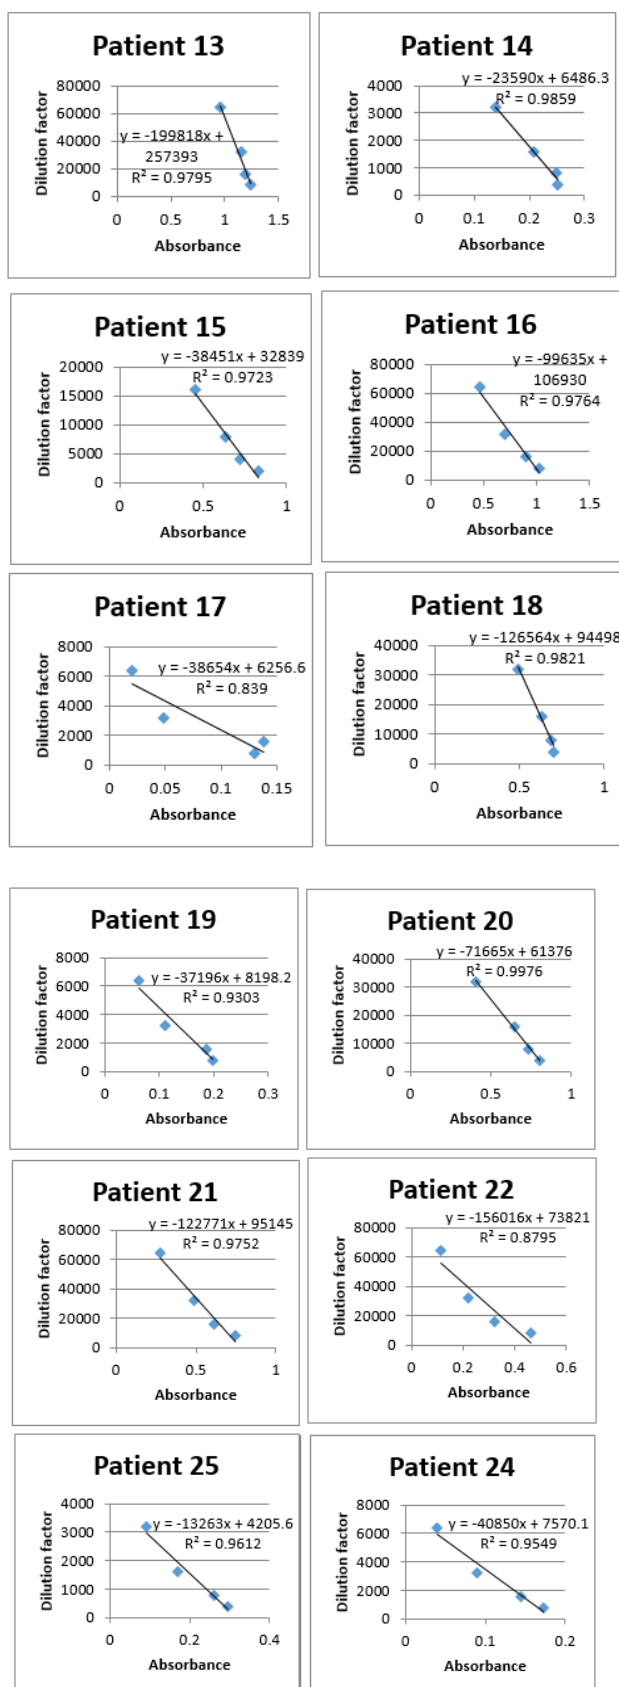 Patient 13
80000
60000
40000
20000
0
Dilution factor
y = -199818x +
257393
R² = 0.9795
0 0.5 1 1.5
Absorbance
Patient 14
4000
3000
2000
1000
0
Dilution factor
y = -23590x + 6486.3
R² = 0.9859
0 0.1 0.2 0.3
Absorbance
Patient 15
20000
15000
10000
5000
0
Dilution factor
y = -38451x + 32839
R² = 0.9723
0 0.5 1
Absorbance
Patient 16
80000
60000
40000
20000
0
Dilution factor
y = -99635x +
106930
R² = 0.9764
0 0.5 1 1.5
Absorbance
Patient 17
8000
6000
4000
2000
0
Dilution factor
y = -38654x + 6256.6
R² = 0.839
0 0.05 0.1 0.15
Absorbance
Patient 18
40000
30000
20000
10000
0
Dilution factor
y = -126564x + 94498
R² = 0.9821
0 0.5 1
Absorbance
Patient 19
8000
6000
4000
2000
0
Dilution factor
y = -37196x + 8198.2
R² = 0.9303
0 0.1 0.2 0.3
Absorbance
Patient 20
40000
30000
20000
10000
0
Dilution factor
y = -71665x + 61376
R² = 0.9976
0 0.5 1
Absorbance
Patient 21
80000
60000
40000
20000
0
Dilution factor
y = -122771x + 95145
R² = 0.9752
0 0.5 1
Absorbance
Patient 22
80000
60000
40000
20000
0
Dilution factor
y = -156016x + 73821
R² = 0.8795
0 0.2 0.4 0.6
Absorbance
Patient 25
4000
3000
2000
1000
0
Dilution factor
y = -13263x + 4205.6
R² = 0.9612
0 0.2 0.4
Absorbance
Patient 24
8000
6000
4000
2000
0
Dilution factor
y = -40850x + 7570.1
R² = 0.9549
0 0.1 0.2
Absorbance